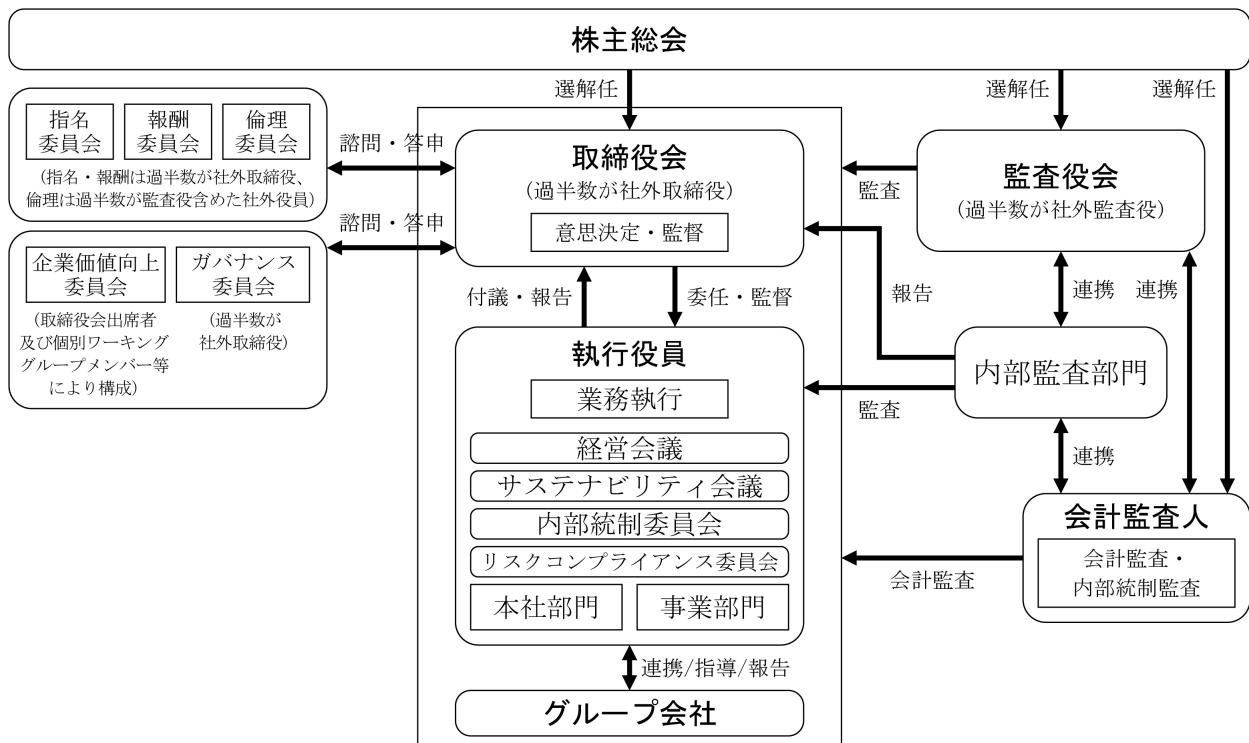 株主総会
選解任
選解任
選解任
指名
委員会
報酬
委員会
倫理
委員会
(指名・報酬は過半数が社外取締役、
倫理は過半数が監査役含めた社外役員)
諮問・答申
取締役会
(過半数が社外取締役)
意思決定・監督
監査
監査役会
(過半数が社外監査役)
諮問・答申
企業価値向上
委員会
ガバナンス
委員会
(取締役会出席者
及び個別ワーキング
グループメンバー等
により構成)
(過半数が
社外取締役)
付議・報告
委任・監督
報告
連携
連携
執行役員
業務執行
経営会議
サステナビリティ会議
内部統制委員会
リスクコンプライアンス委員会
本社部門
事業部門
内部監査部門
監査
連携
会計監査人
会計監査・
内部統制監査
会計監査
連携/指導/報告
グループ会社